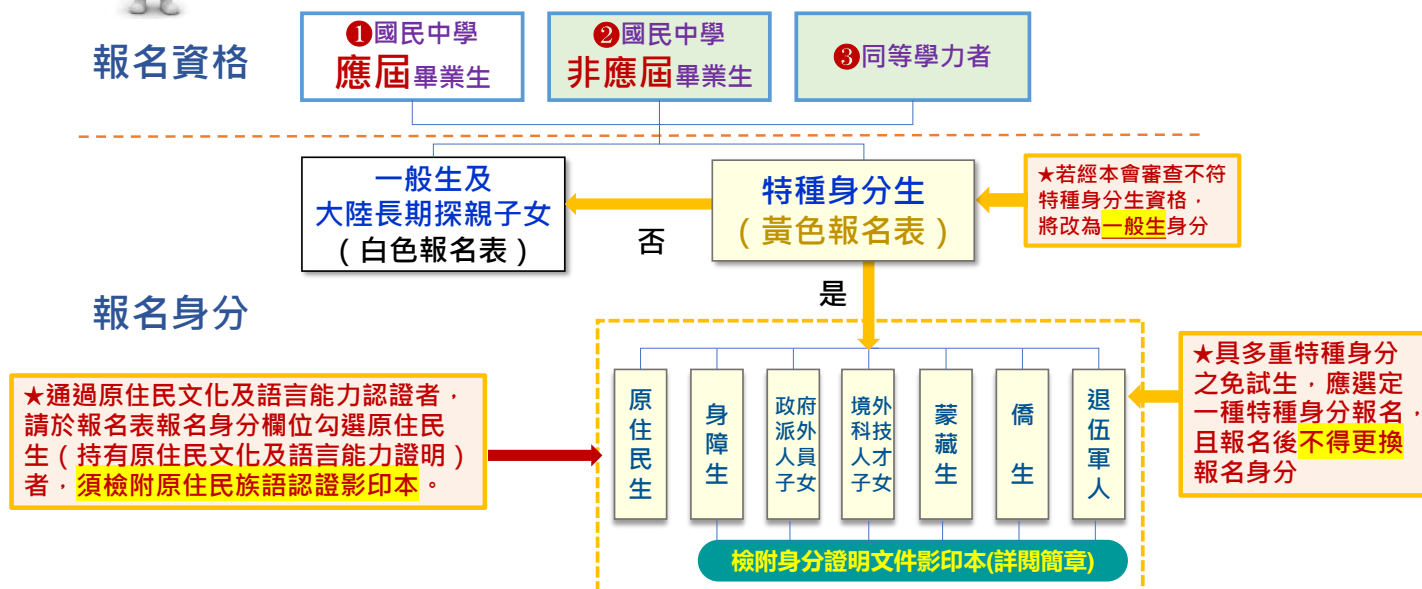 報名資格
❶國民中學
應屆畢業生
❷國民中學
非應屆畢業生
❸同等學力者
一般生及
大陸長期探親子女
（白色報名表）
否
特種身分生
（黃色報名表）
是
★若經本會審查不符
特種身分生資格，
將改為一般生身分
報名身分
★通過原住民文化及語言能力認證者，
請於報名表報名身分欄位勾選原住民
生（持有原住民文化及語言能力證明）
者，須檢附原住民族語認證影印本。
原住民生
身障生
政府派外人員子女
境外科技人才子女
蒙藏生
僑生
退伍軍人
★具多重特種身分
之免試生，應選定
一種特種身分報名，
且報名後不得更換
報名身分
檢附身分證明文件影印本(詳閱簡章)